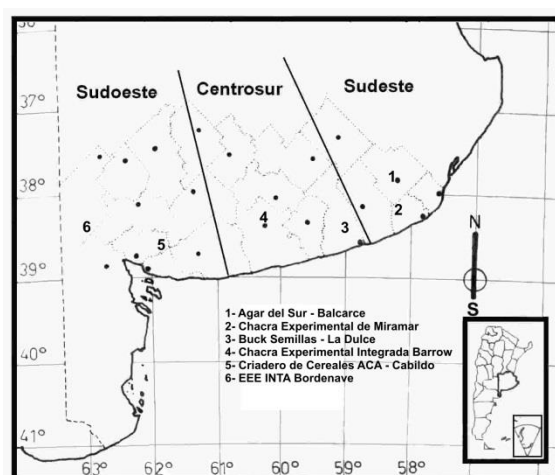 Sudoeste Centrosur Sudeste
37°
38°
39°
40°
41°
1
2
3
4
5
6
N
S
1- Agar del Sur - Balcarce
2- Chacra Experimental de Miramar
3- Buck Semillas - La Dulce
4- Chacra Experimental Integrada Barrow
5- Criadero de Cereales ACA - Cabildo
6- EEE INTA Bordenave
63° 62° 61° 60° 59° 58° 57°